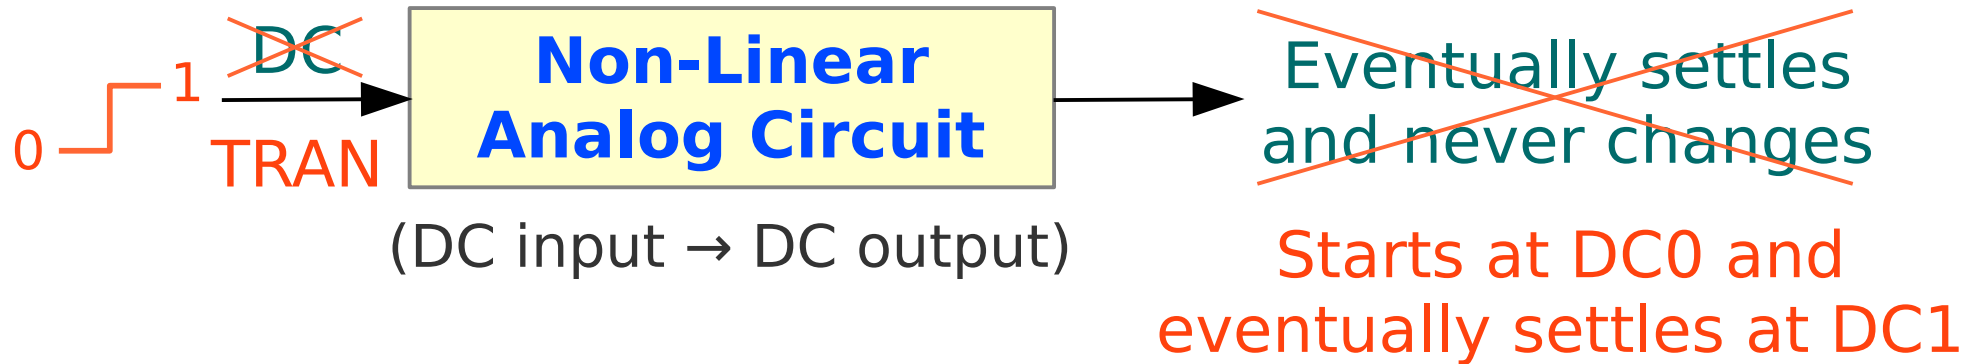 0
1
DC
TRAN
Non-Linear
Analog Circuit
(DC input → DC output)
Eventually settles
and never changes
Starts at DC0 and
eventually settles at DC1